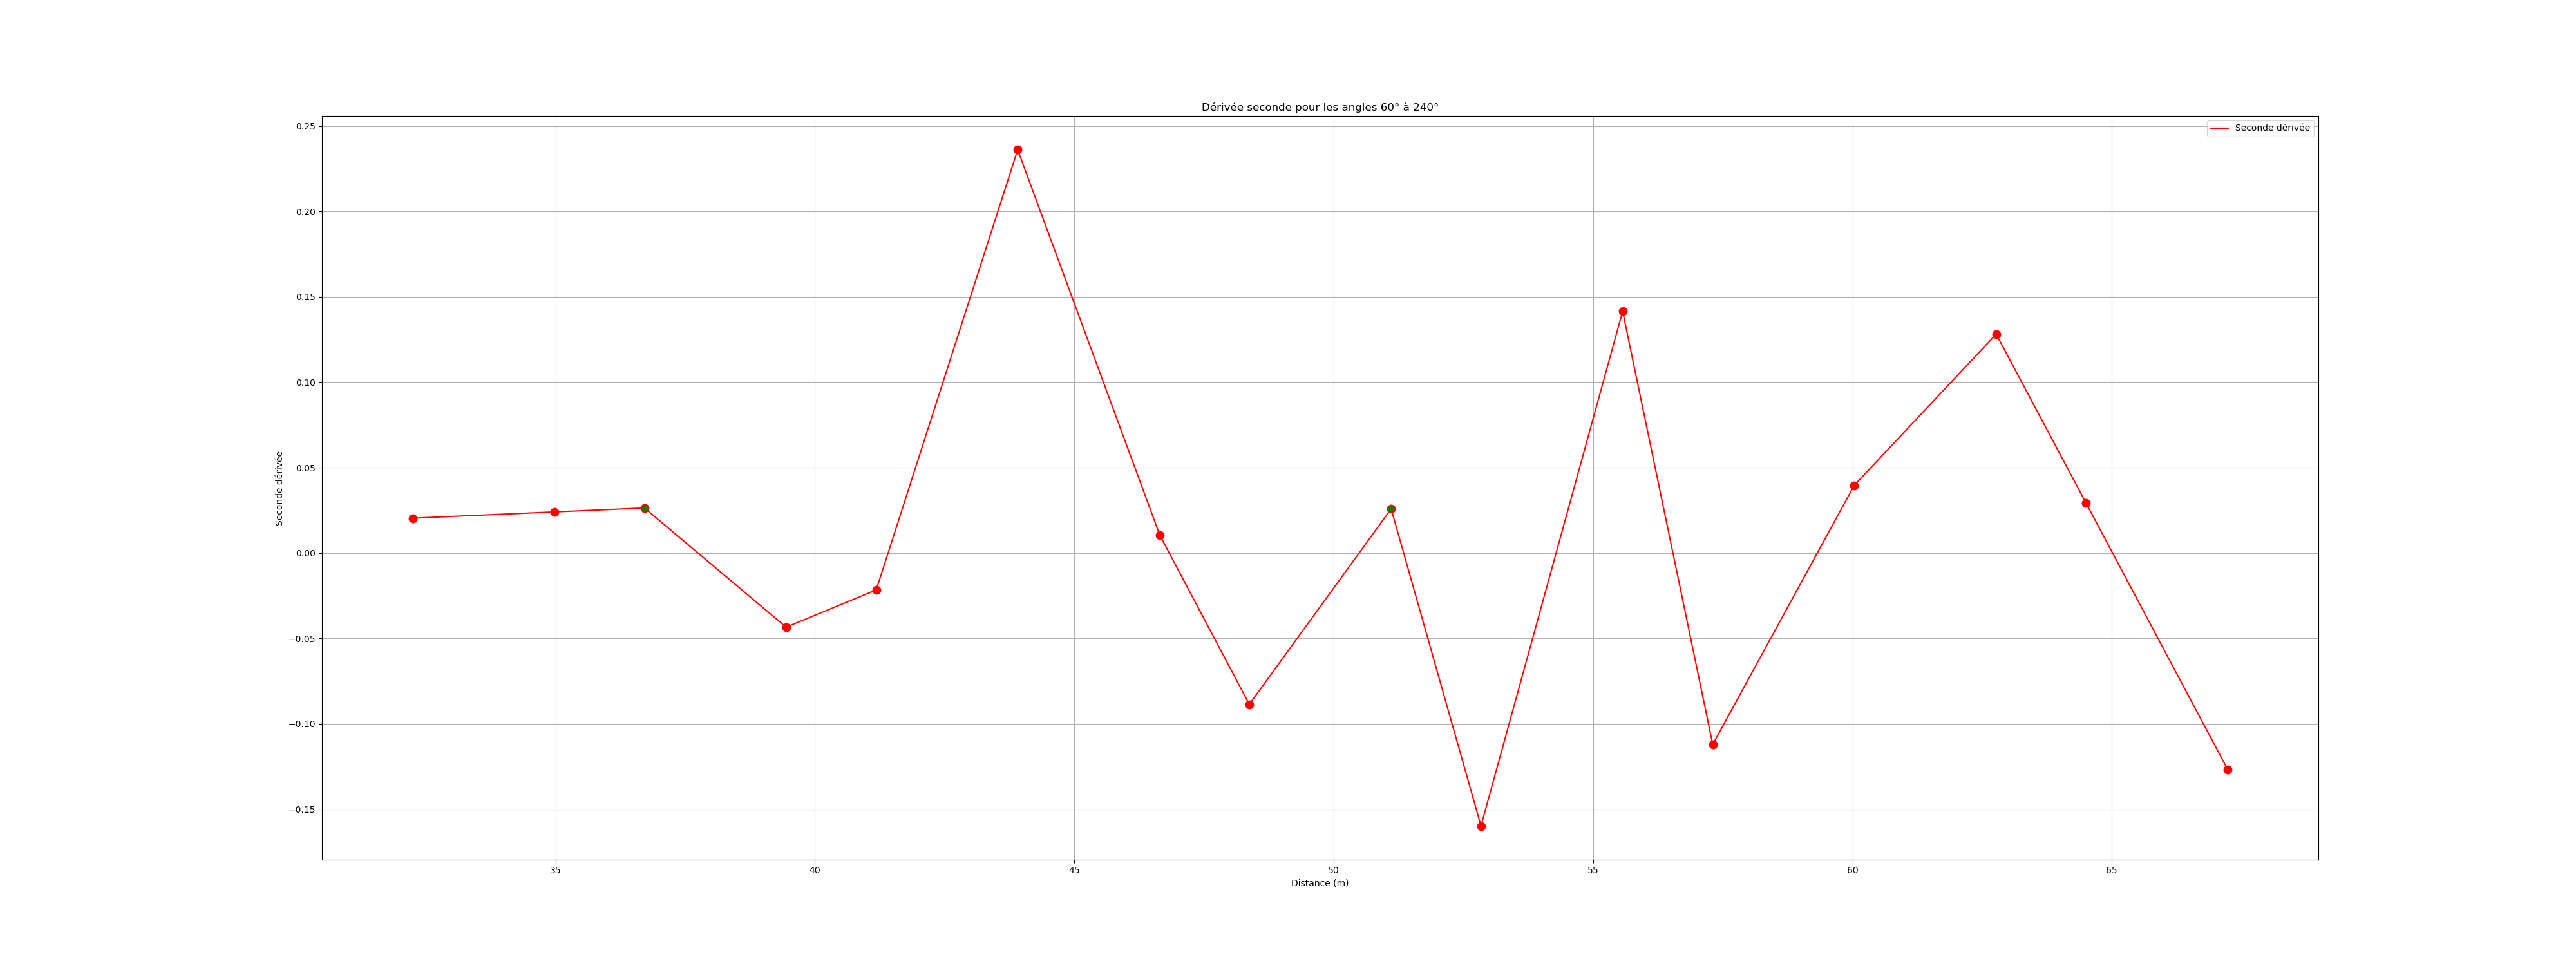 Dérivée seconde pour les angles 60° à 240°
Seconde dérivée
0.25
0.20
0.15
0.10
0.05
0.00
−0.05
−0.10
−0.15
Seconde dérivée
35 40 45 50 55 60 65
Distance (m)